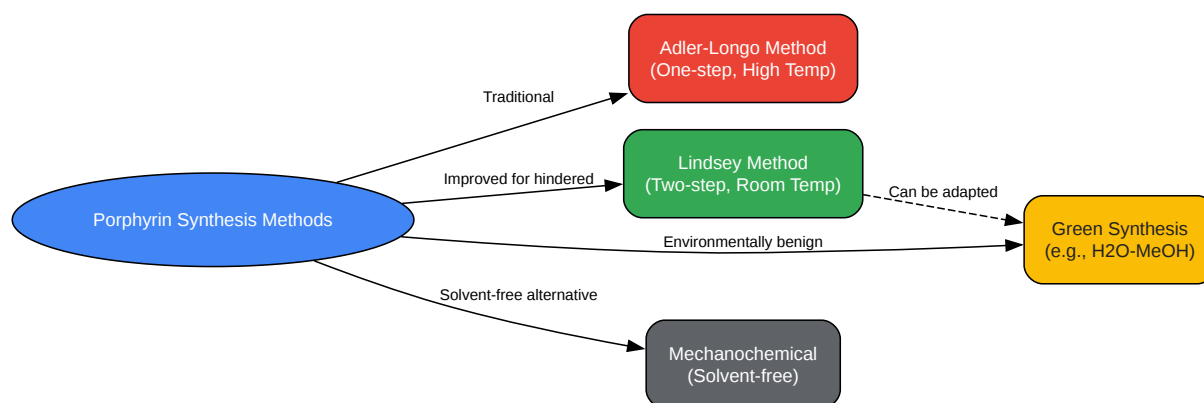 Adler-Longo Method
(One-step, High Temp)
Traditional
Lindsey Method
(Two-step, Room Temp)
Improved for hindered
Can be adapted
Porphyrin Synthesis Methods
Green Synthesis
(e.g., H2O-MeOH)
Environmentally benign
Solvent-free alternative
Mechanochemical
(Solvent-free)